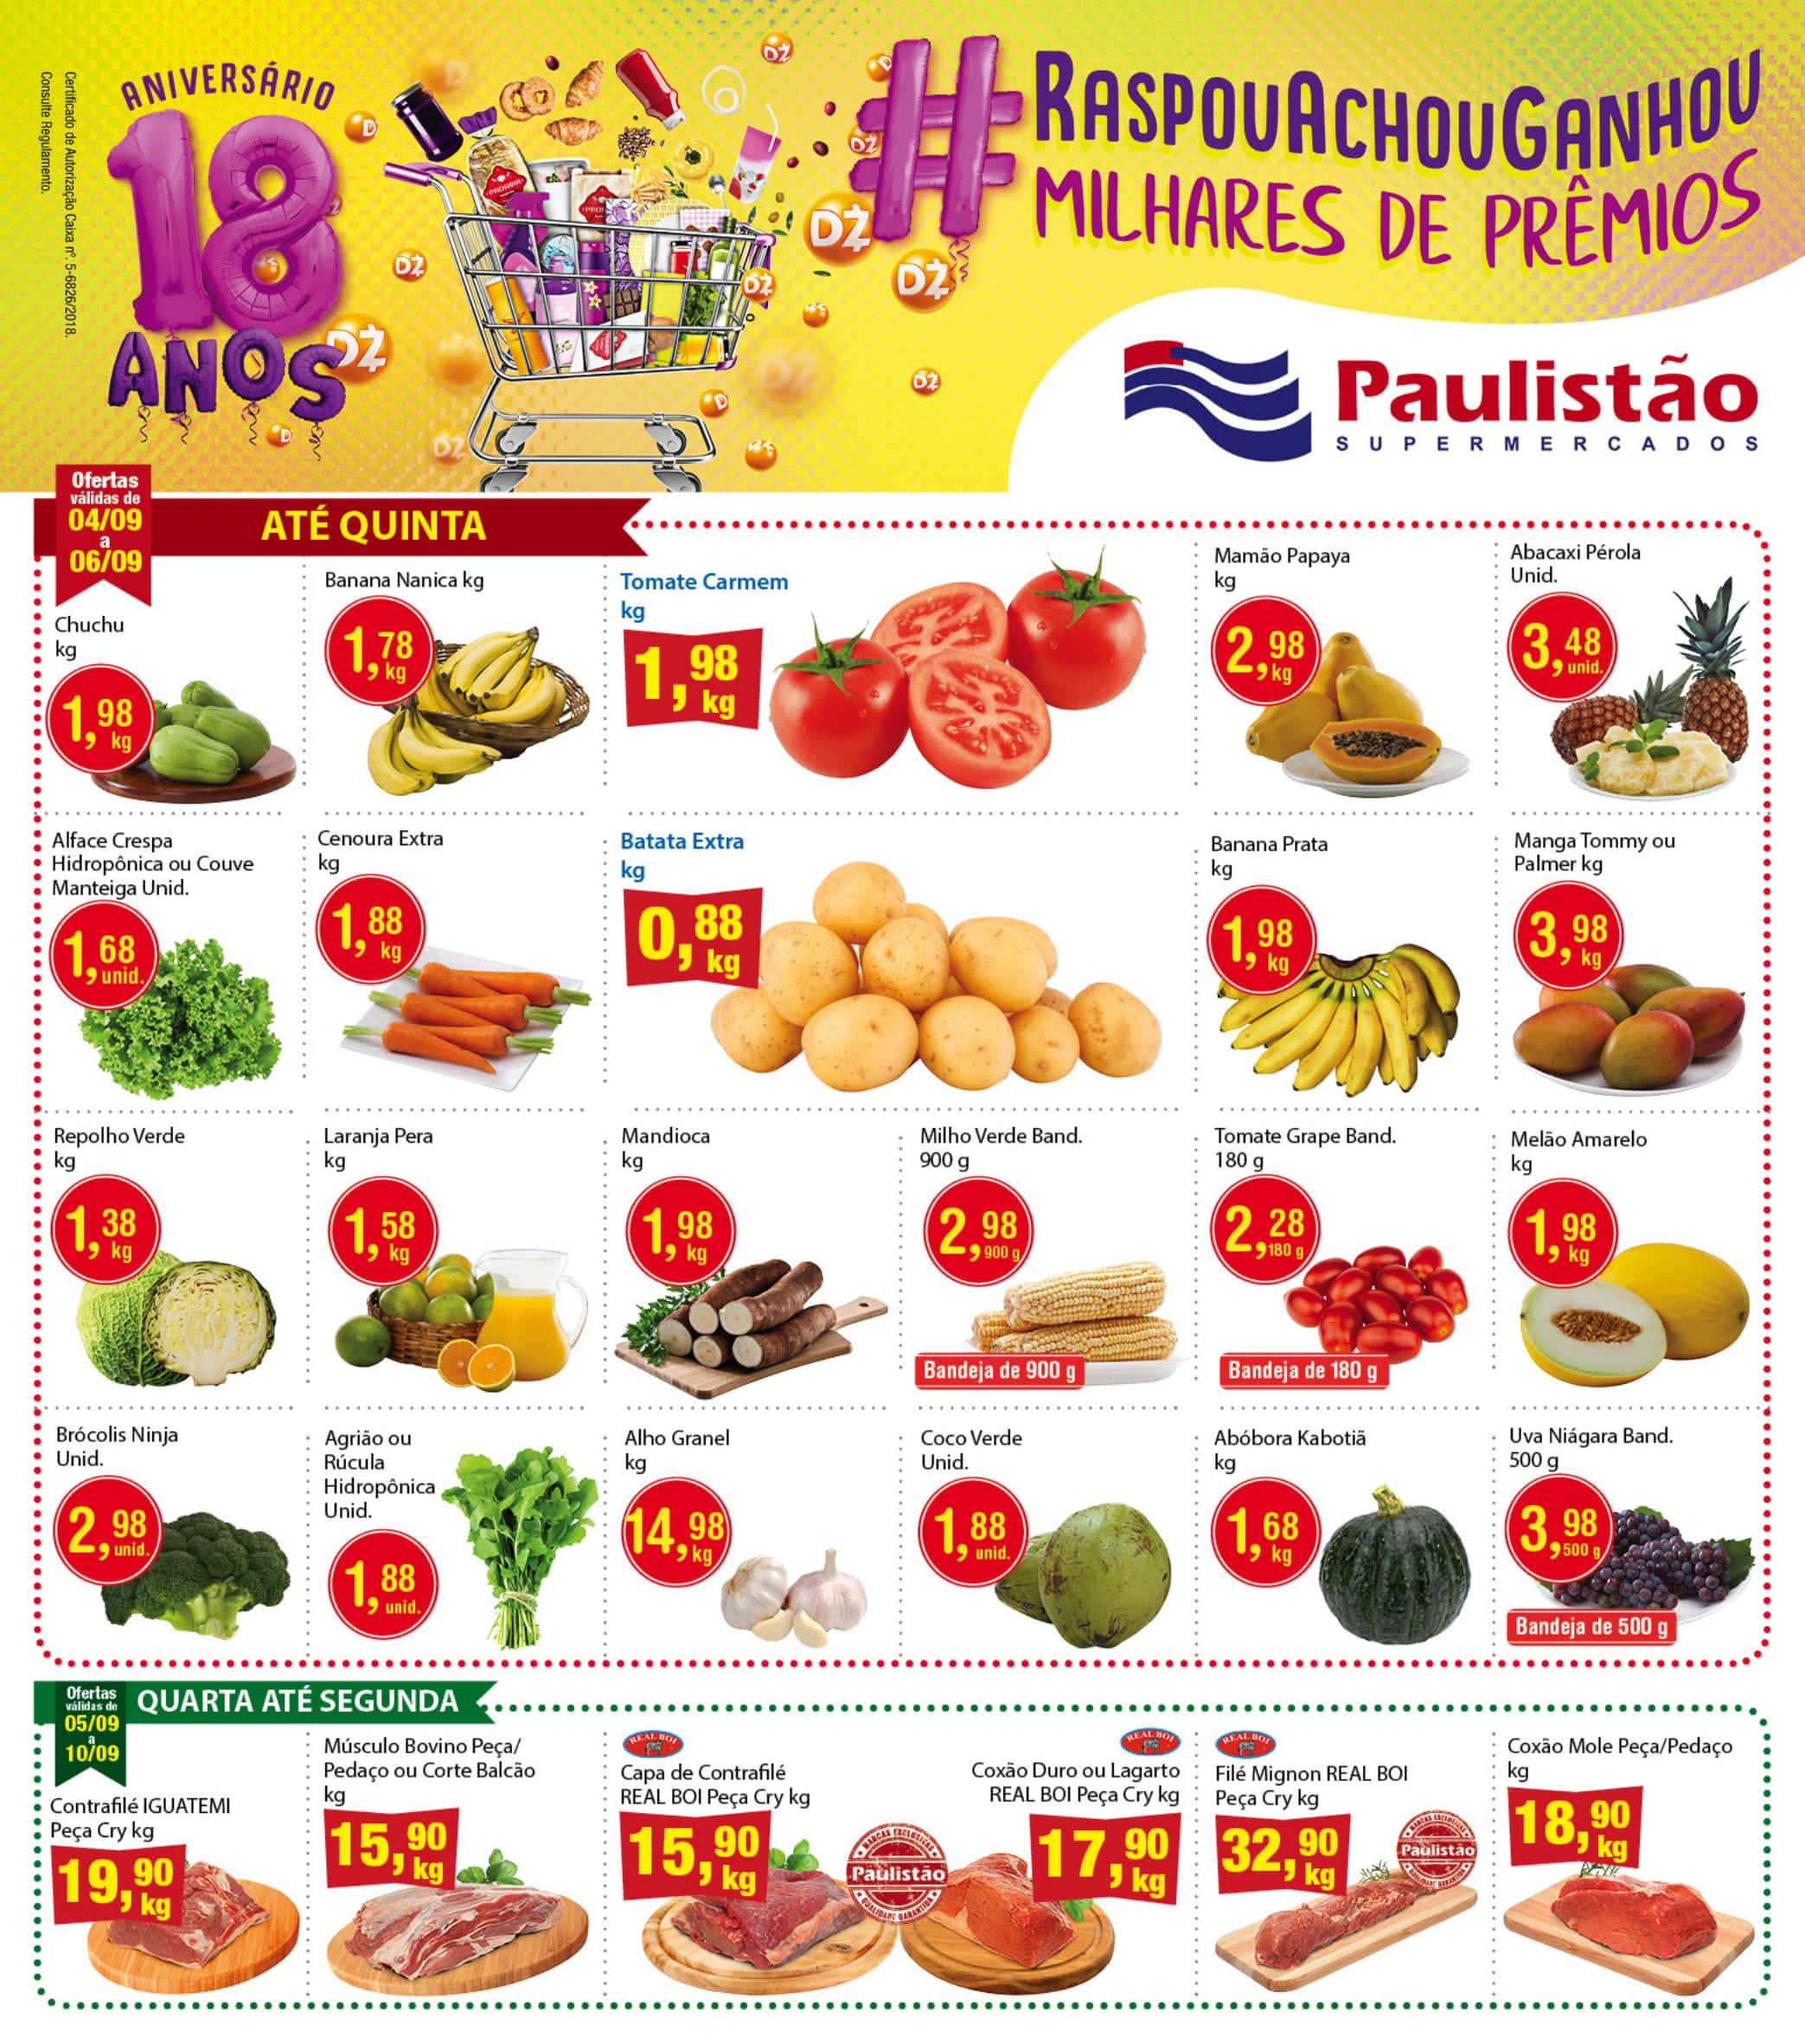 Certificado de Autorização Caixa nº. 5-6826/2018.
Consulte Regulamento.
ANIVERSÁRIO
18
ANOS
#RASPOUACHOUGANHOU
MILHARES DE PRÊMIOS
Paulistão
SUPERMERCADOS
Ofertas
válidas de
04/09
a
06/09
ATÉ QUINTA
Chuchu
kg
1,98
kg
Banana Nanica kg
1,78
kg
Tomate Carmem
kg
1,98
kg
Mamão Papaya
kg
2,98
kg
Abacaxi Pérola
Unid.
3,48
unid.
Alface Crespa
Hidropônica ou Couve
Manteiga Unid.
1,68
unid.
Cenoura Extra
kg
1,88
kg
Batata Extra
kg
0,88
kg
Banana Prata
kg
1,98
kg
Manga Tommy ou
Palmer kg
3,98
kg
Repolho Verde
kg
1,38
kg
Laranja Pera
kg
1,58
kg
Mandioca
kg
1,98
kg
Milho Verde Band.
900 g
2,98
900 g
Bandeja de 900 g
Tomate Grape Band.
180 g
2,28
180 g
Bandeja de 180 g
Melão Amarelo
kg
1,98
kg
Brócolis Ninja
Unid.
2,98
unid.
Agrião ou
Rúcula
Hidropônica
Unid.
1,88
unid.
Alho Granel
kg
14,98
kg
Coco Verde
Unid.
1,88
unid.
Abóbora Kabotiã
kg
1,68
kg
Uva Niágara Band.
500 g
3,98
500 g
Bandeja de 500 g
Ofertas
válidas de
05/09
a
10/09
QUARTA ATÉ SEGUNDA
Contrafilé IGUATEMI
Peça Cry kg
19,90
kg
Músculo Bovino Peça/
Pedaço ou Corte Balcão
kg
15,90
kg
REAL BOI
Capa de Contrafilé
REAL BOI Peça Cry kg
15,90
kg
MARCAS EXCLUSIVAS
Paulistão
QUALIDADE GARANTIDA
REAL BOI
Coxão Duro ou Lagarto
REAL BOI Peça Cry kg
17,90
kg
REAL BOI
Filé Mignon REAL BOI
Peça Cry kg
32,90
kg
MARCAS EXCLUSIVAS
Paulistão
QUALIDADE GARANTIDA
Coxão Mole Peça/Pedaço
kg
18,90
kg